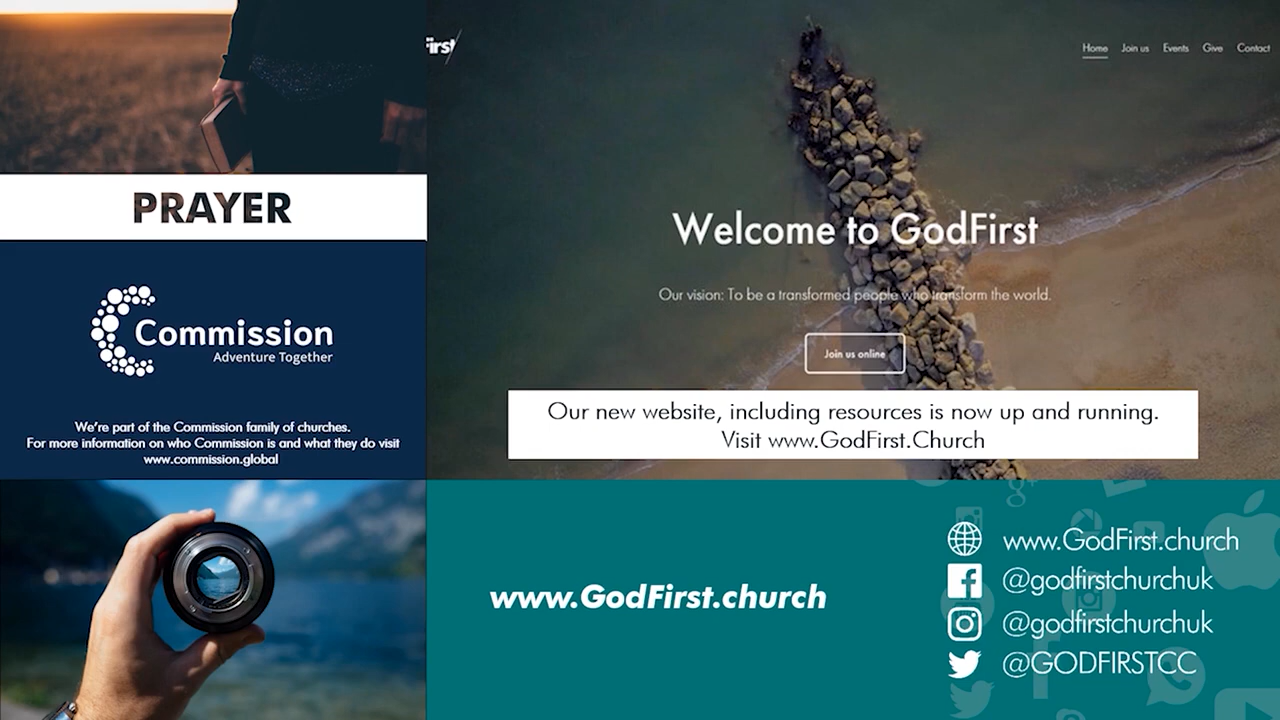 PRAYER
Commission
Adventure Together
We're part of the Commission family of churches.
For more information on who Commission is and what they do visit
www.commission.global
First
Home Join us Events Give Contact
Welcome to GodFirst
Our vision: To be a transformed people who transform the world.
Join us online
Our new website, including resources is now up and running.
Visit www.GodFirst.Church
www.GodFirst.church
www.GodFirst.church
@godfirstchurchuk
@godfirstchurchuk
@GODFIRSTCC